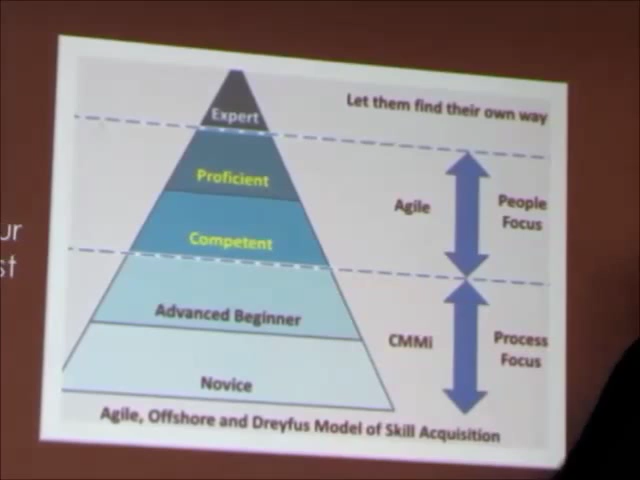 Expert
Let them find their own way
Proficient
Agile
People
Focus
Competent
Advanced Beginner
CMMi
Process
Focus
Novice
Agile, Offshore and Dreyfus Model of Skill Acquisition